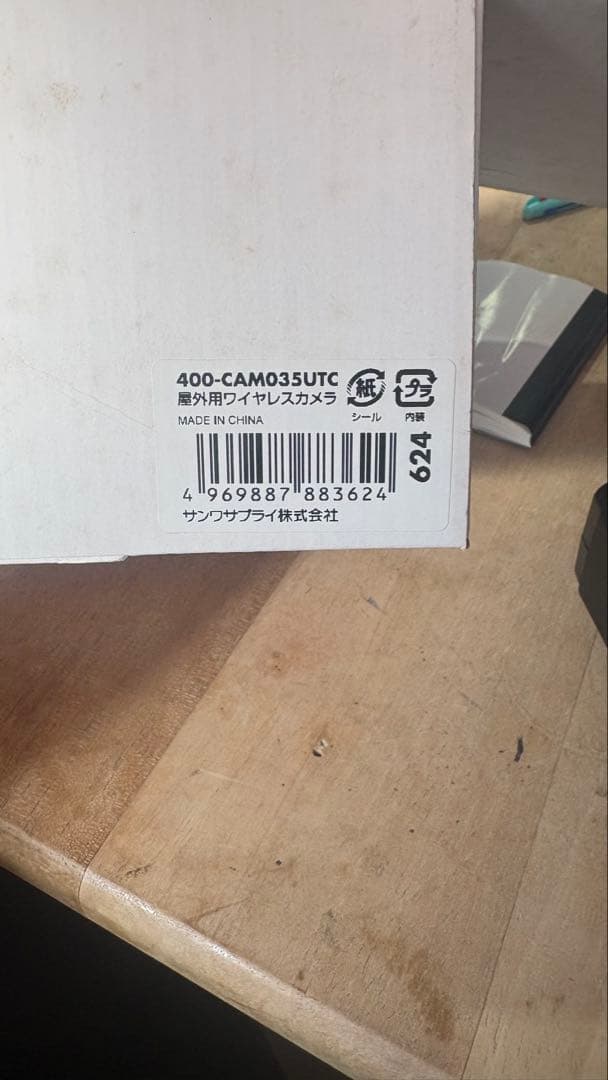 400-CAM035UTC
屋外用ワイヤレスカメラ
MADE IN CHINA
紙
シール
プラ
内装
624
4 969887 883624
サンワサプライ株式会社